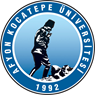 AFYON KOCATEPE ÜNİVERSİTESİ
1992